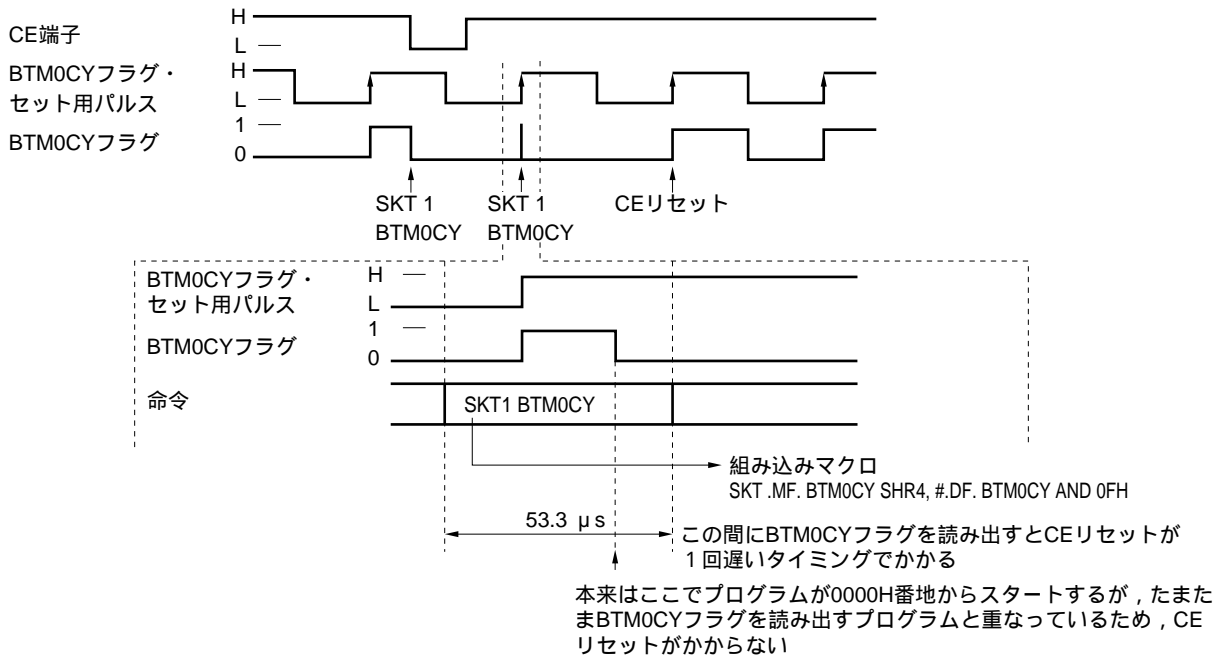 CE端子
H
L
BTM0CYフラグ・
セット用パルス
H
L
BTM0CYフラグ
1
0
SKT 1
BTM0CY
SKT 1
BTM0CY
CEリセット
BTM0CYフラグ・
セット用パルス
H
L
BTM0CYフラグ
1
0
命令
SKT1 BTM0CY
組み込みマクロ
SKT .MF. BTM0CY SHR4, #.DF. BTM0CY AND 0FH
53.3 μs
この間にBTM0CYフラグを読み出すとCEリセットが
1回遅いタイミングでかかる
本来はここでプログラムが0000H番地からスタートするが，たまた
まBTM0CYフラグを読み出すプログラムと重なっているため，CE
リセットがかからない